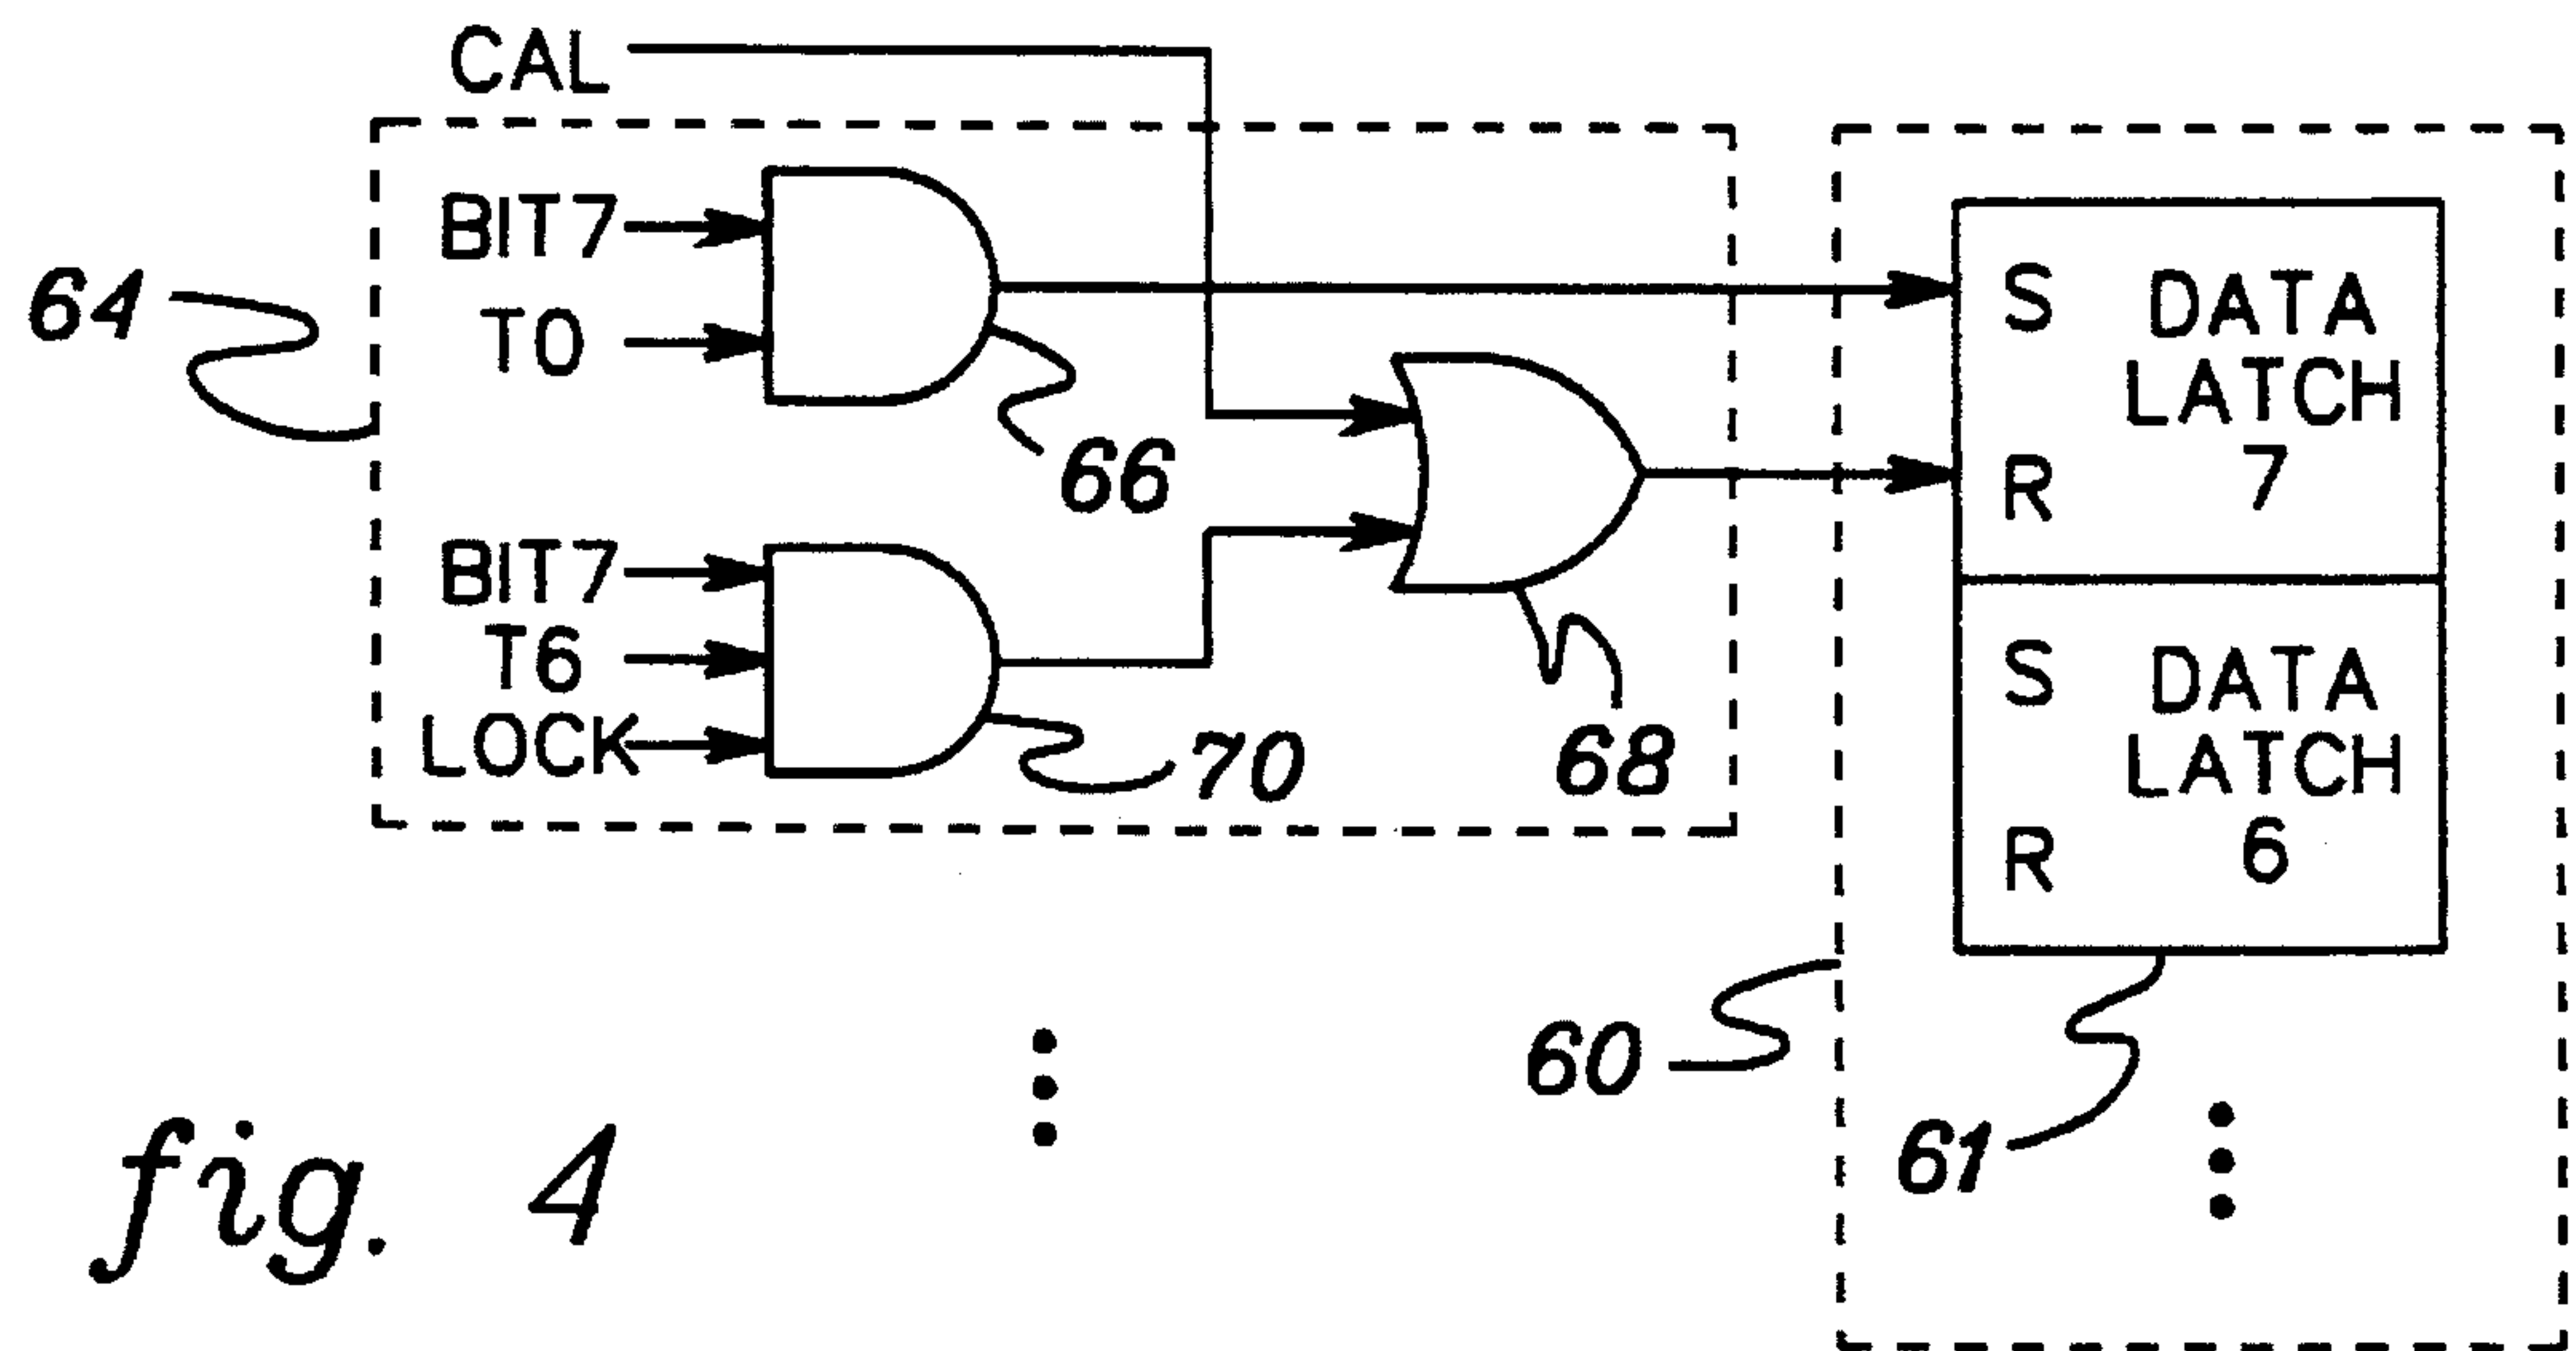 CAL
BIT7
T0
64
66
BIT7
T6
LOCK
70
68
S DATA
LATCH
R 7
S DATA
LATCH
R 6
60
61
fig. 4